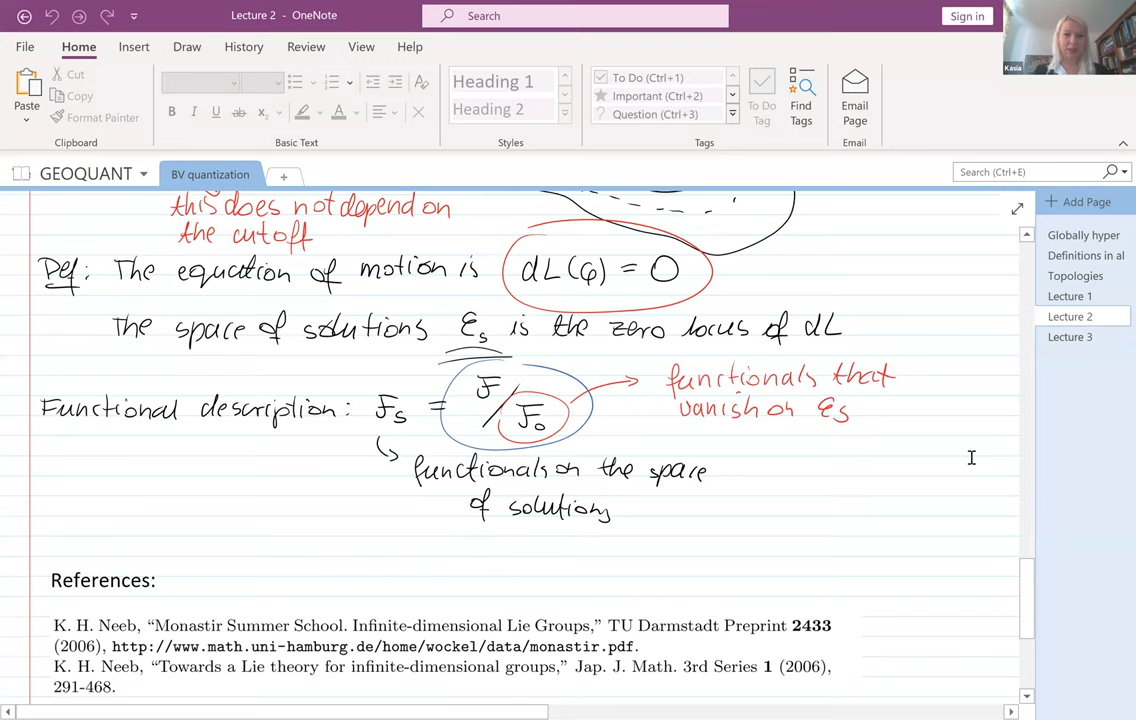 Lecture 2 - OneNote
Search
Sign in
File Home Insert Draw History Review View Help
Kasia
Paste
Cut
Copy
Format Painter
Clipboard
B I U ab x₂ A
Basic Text
Heading 1
Heading 2
Styles
To Do (Ctrl+1)
Important (Ctrl+2)
Question (Ctrl+3)
To Do Tag
Find Tags
Tags
Email Page
Email
GEOQUANT
BV quantization
Search (Ctrl+E)
Add Page
Globally hyper
Definitions in al
Topologies
Lecture 1
Lecture 2
Lecture 3
this does not depend on
the cutoff
Def: The equation of motion is dL(φ) = 0
The space of solutions Es is the zero locus of dL
Functional description: Fs = F/F₀
functionals that
vanish on Es
functionals on the space
of solutions
References:
K. H. Neeb, “Monastir Summer School. Infinite-dimensional Lie Groups,” TU Darmstadt Preprint 2433
(2006), http://www.math.uni-hamburg.de/home/wockel/data/monastir.pdf.
K. H. Neeb, “Towards a Lie theory for infinite-dimensional groups,” Jap. J. Math. 3rd Series 1 (2006),
291-468.